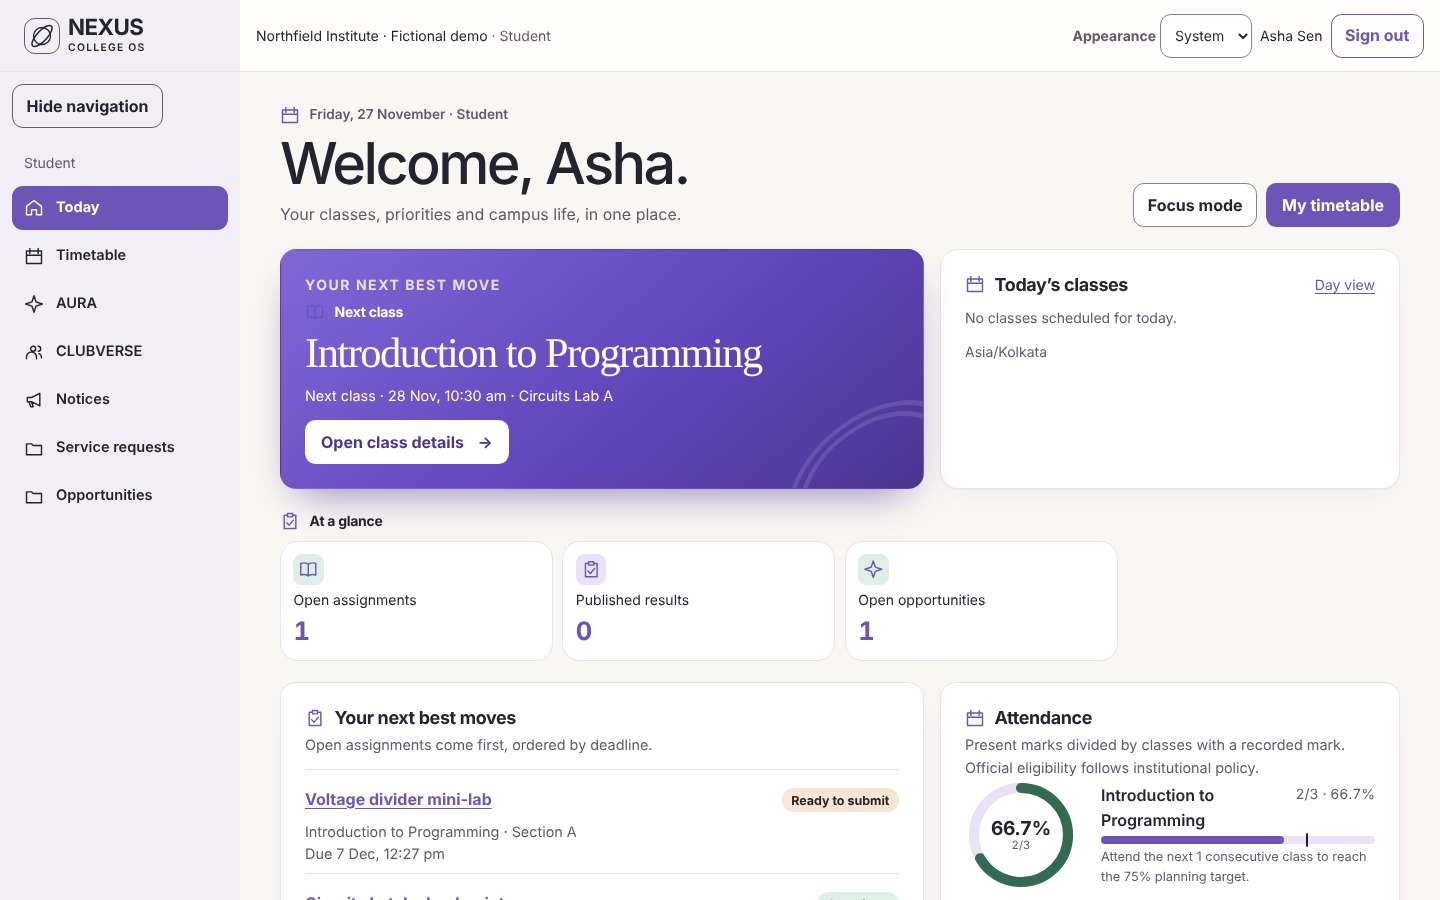 NEXUS
COLLEGE OS
Northfield Institute · Fictional demo · Student
Appearance
System
Asha Sen
Sign out
Hide navigation
Student
Today
Timetable
AURA
CLUBVERSE
Notices
Service requests
Opportunities
Friday, 27 November · Student
Welcome, Asha.
Your classes, priorities and campus life, in one place.
Focus mode
My timetable
YOUR NEXT BEST MOVE
Next class
Introduction to Programming
Next class · 28 Nov, 10:30 am · Circuits Lab A
Open class details →
Today’s classes
Day view
No classes scheduled for today.
Asia/Kolkata
At a glance
Open assignments
1
Published results
0
Open opportunities
1
Your next best moves
Open assignments come first, ordered by deadline.
Voltage divider mini-lab
Ready to submit
Introduction to Programming · Section A
Due 7 Dec, 12:27 pm
Attendance
Present marks divided by classes with a recorded mark.
Official eligibility follows institutional policy.
66.7%
2/3
Introduction to
Programming
2/3 · 66.7%
Attend the next 1 consecutive class to reach
the 75% planning target.